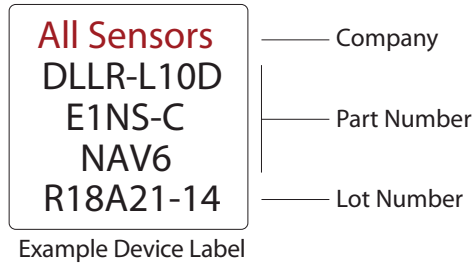 All Sensors
DLLR-L10D
E1NS-C
NAV6
R18A21-14
Company
Part Number
Lot Number
Example Device Label